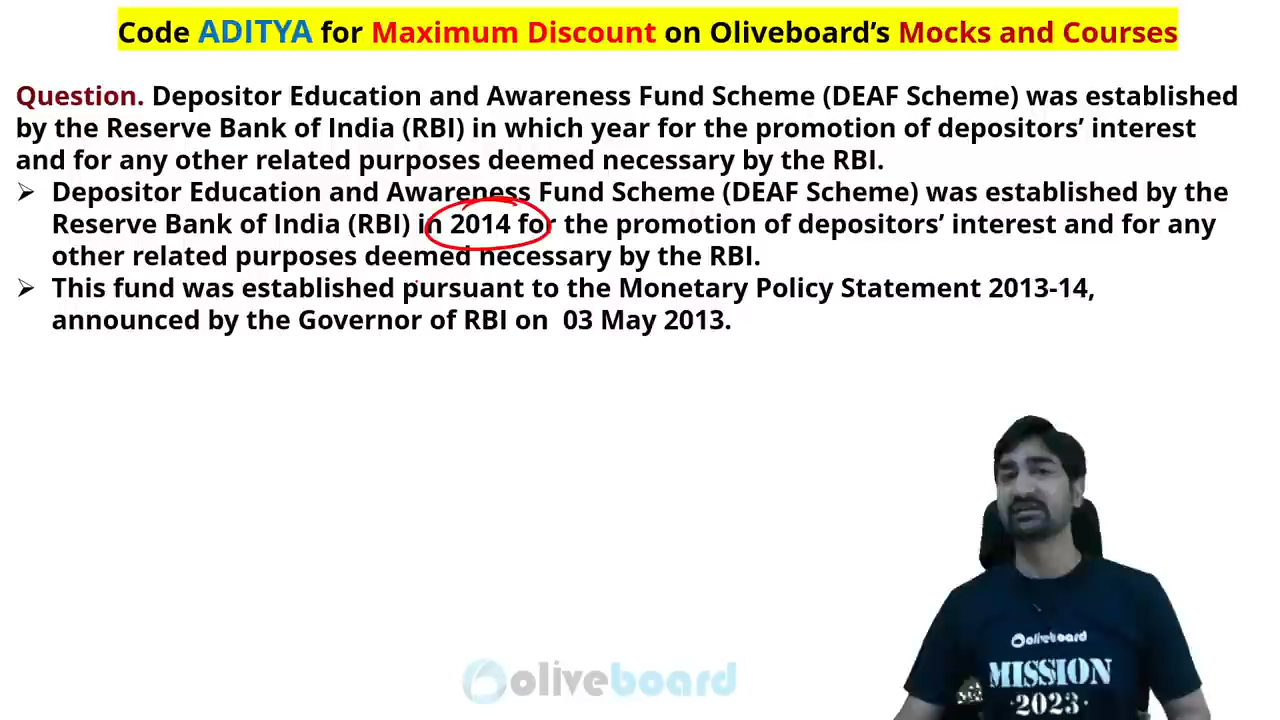 Code ADITYA for Maximum Discount on Oliveboard’s Mocks and Courses
Question. Depositor Education and Awareness Fund Scheme (DEAF Scheme) was established
by the Reserve Bank of India (RBI) in which year for the promotion of depositors’ interest
and for any other related purposes deemed necessary by the RBI.
➢ Depositor Education and Awareness Fund Scheme (DEAF Scheme) was established by the
Reserve Bank of India (RBI) in 2014 for the promotion of depositors’ interest and for any
other related purposes deemed necessary by the RBI.
➢ This fund was established pursuant to the Monetary Policy Statement 2013-14,
announced by the Governor of RBI on 03 May 2013.
oliveboard
MISSION
·2023·
oliveboard